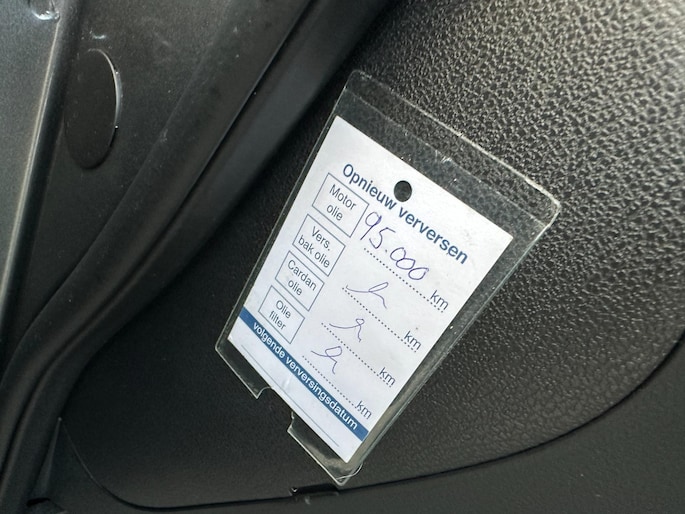 Opnieuw verversen
Motor olie 95.000 km
Vers. bak olie km
Cardan olie km
Olie filter km
volgende verversingsdatum